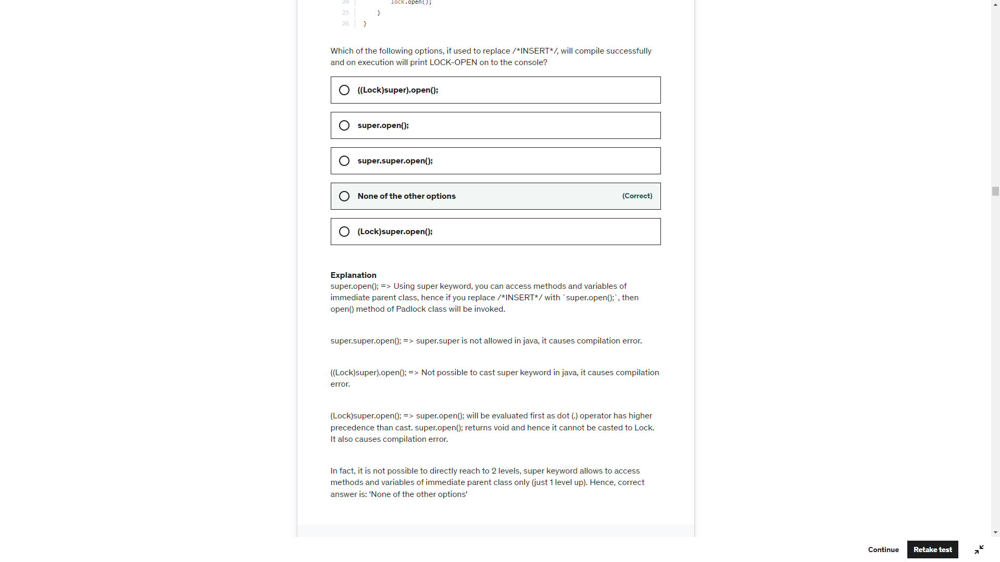 24 lock.open();
25 }
26 }
Which of the following options, if used to replace /*INSERT*/, will compile successfully
and on execution will print LOCK-OPEN on to the console?
((Lock)super).open();
super.open();
super.super.open();
None of the other options (Correct)
(Lock)super.open();
Explanation
super.open(); => Using super keyword, you can access methods and variables of
immediate parent class, hence if you replace /*INSERT*/ with `super.open();`, then
open() method of Padlock class will be invoked.
super.super.open(); => super.super is not allowed in java, it causes compilation error.
((Lock)super).open(); => Not possible to cast super keyword in java, it causes compilation
error.
(Lock)super.open(); => super.open(); will be evaluated first as dot (.) operator has higher
precedence than cast. super.open(); returns void and hence it cannot be casted to Lock.
It also causes compilation error.
In fact, it is not possible to directly reach to 2 levels, super keyword allows to access
methods and variables of immediate parent class only (just 1 level up). Hence, correct
answer is: 'None of the other options'
Continue Retake test